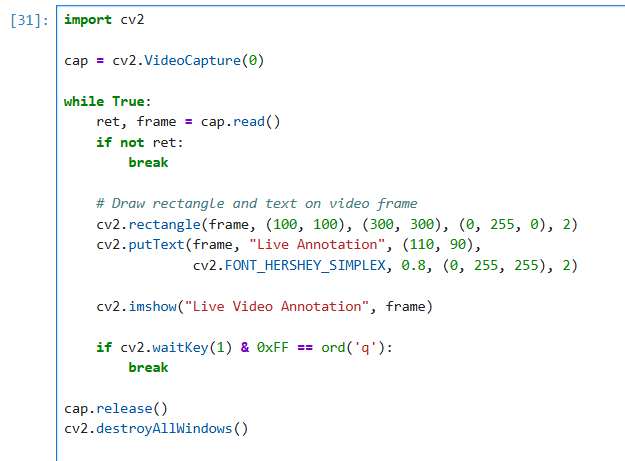 [31]: import cv2

cap = cv2.VideoCapture(0)

while True:
    ret, frame = cap.read()
    if not ret:
        break

    # Draw rectangle and text on video frame
    cv2.rectangle(frame, (100, 100), (300, 300), (0, 255, 0), 2)
    cv2.putText(frame, "Live Annotation", (110, 90),
                cv2.FONT_HERSHEY_SIMPLEX, 0.8, (0, 255, 255), 2)

    cv2.imshow("Live Video Annotation", frame)

    if cv2.waitKey(1) & 0xFF == ord('q'):
        break

cap.release()
cv2.destroyAllWindows()